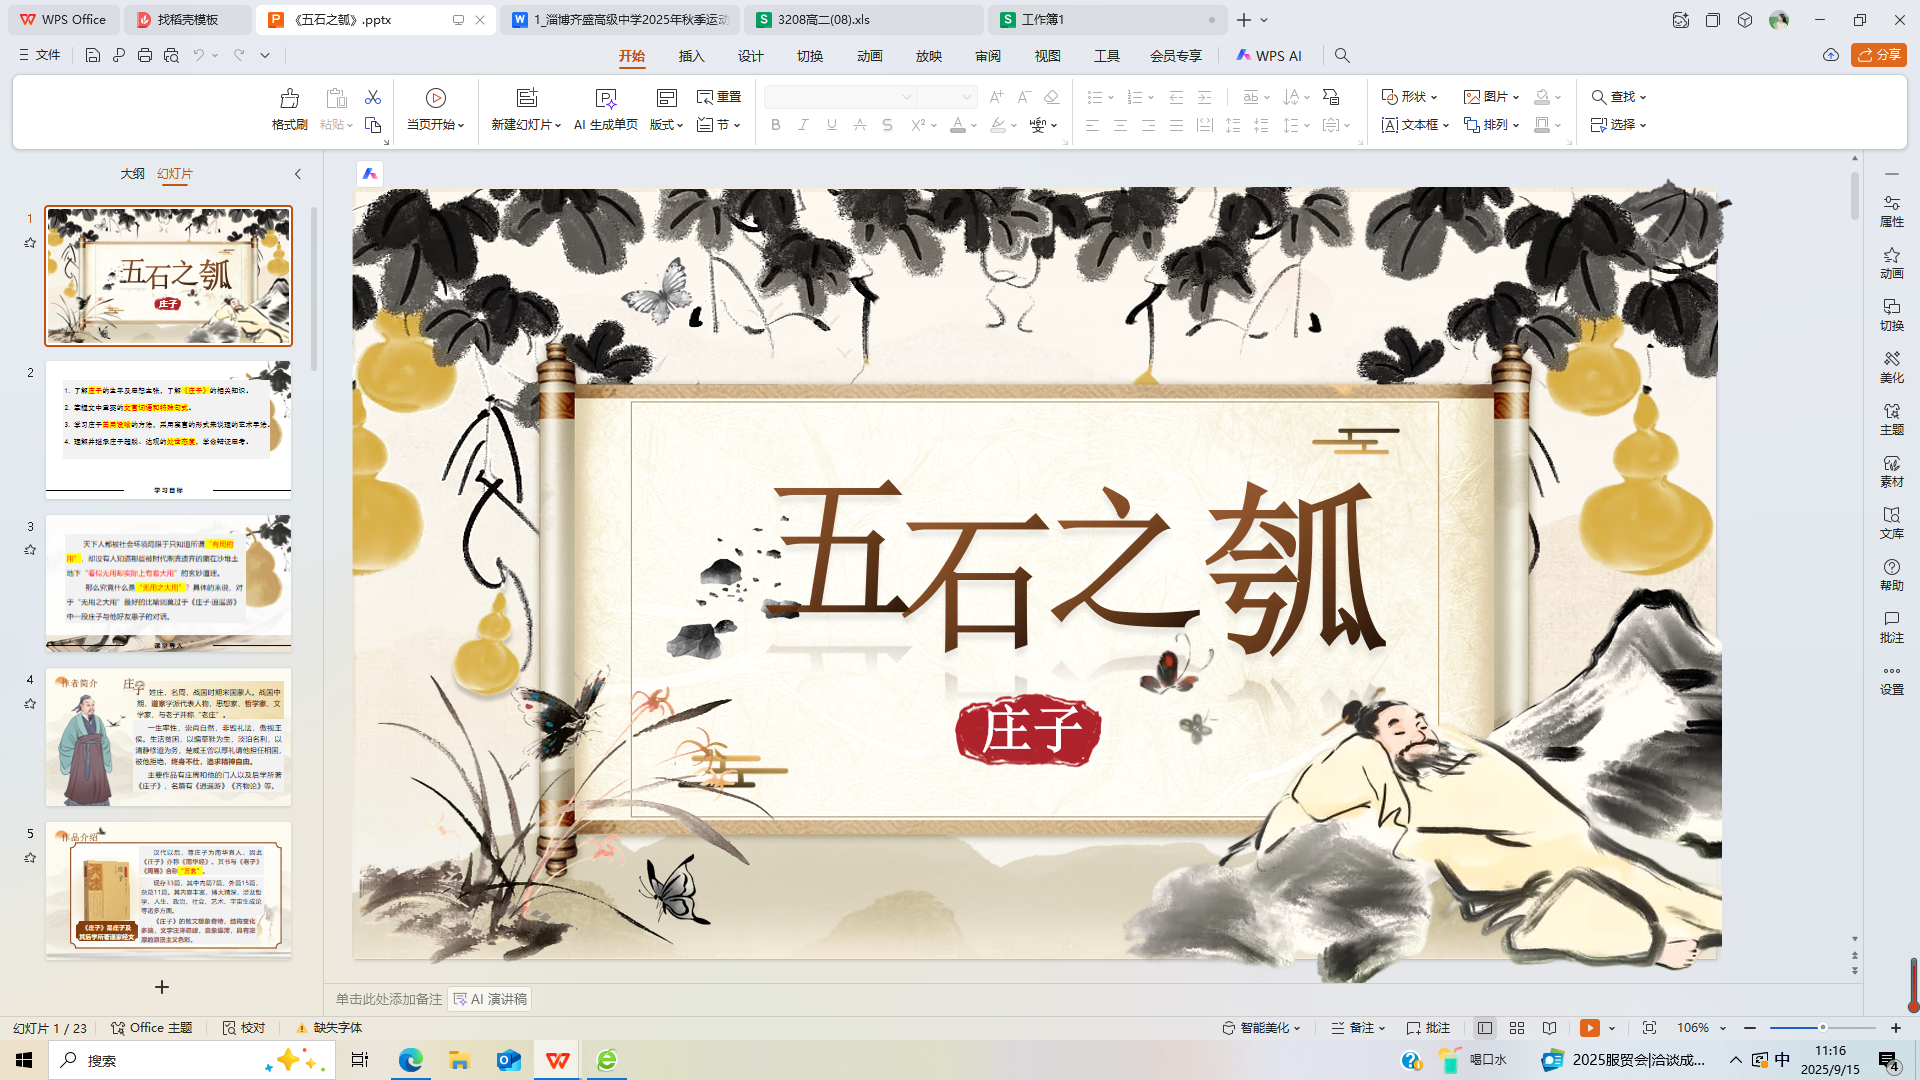 WPS Office
找稻壳模板
《五石之瓠》.pptx
1_淄博齐盛高级中学2025年秋季运动
3208高二(08).xls
工作簿1
文件
开始
插入
设计
切换
动画
放映
审阅
视图
工具
会员专享
WPS AI
分享
格式刷
粘贴
当页开始
新建幻灯片
AI 生成单页
版式
重置
节
形状
图片
文本框
排列
查找
选择
大纲
幻灯片
1
五石之瓠
庄子
2
1. 了解庄子的生平及思想主张，了解《庄子》的相关知识。
2. 掌握文中重要的文言词语和特殊句式。
3. 学习庄子善用譬喻的方法，采用寓言的形式来说理的艺术手法。
4. 理解并继承庄子超脱、达观的处世态度，学会辩证思考。
学习目标
3
天下人都被社会环境局限于只知道所谓“有用的
用”，却没有人知道那些被时代潮流遗弃的藏在沙堆土
地下“看似无用却实际上有着大用”的玄妙道理。
那么究竟什么是“无用之大用”？具体的来说，对
于“无用之大用”最好的比喻则莫过于《庄子·逍遥游》
中一段庄子与他好友惠子的对话。
课堂导入
4
作者简介
庄子
姓庄，名周，战国时期宋国蒙人。战国中
期，道家学派代表人物，思想家、哲学家、文
学家，与老子并称“老庄”。
一生率性，崇尚自然，非毁礼法，傲视王
侯。生活贫困，以编草鞋为生，淡泊名利，以
清静修道为务，楚威王曾以厚礼请他担任相国，
被他拒绝，终身不仕，追求精神自由。
主要作品有庄周和他的门人以及后学所著
《庄子》，名篇有《逍遥游》《齐物论》等。
5
作品介绍
汉代以后，尊庄子为南华真人，因此
《庄子》亦称《南华经》。其书与《老子》
《周易》合称“三玄”。
现存33篇，其中内篇7篇，外篇15篇，
杂篇11篇。其内容丰富，博大精深，涉及哲
学、人生、政治、社会、艺术、宇宙生成论
等诸多方面。
《庄子》的散文想象奇特，结构变化
多端，文字汪洋恣肆，意象雄浑，具有浓
厚的浪漫主义色彩。
《庄子》是庄子及
其后学所著道家经文
五石之瓠
庄子
属性
动画
切换
美化
主题
素材
文库
帮助
批注
设置
单击此处添加备注
AI 演讲稿
幻灯片 1 / 23
Office 主题
校对
缺失字体
智能美化
备注
批注
106%
搜索
喝口水
2025服贸会|洽谈成...
中
11:16
2025/9/15
4